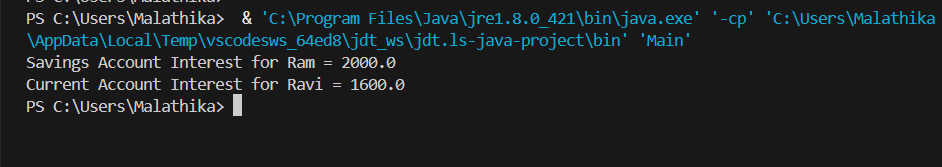 PS C:\Users\Malathika>  & 'C:\Program Files\Java\jre1.8.0_421\bin\java.exe' '-cp' 'C:\Users\Malathika
\AppData\Local\Temp\vscodesws_64ed8\jdt_ws\jdt.ls-java-project\bin' 'Main'
Savings Account Interest for Ram = 2000.0
Current Account Interest for Ravi = 1600.0
PS C:\Users\Malathika>